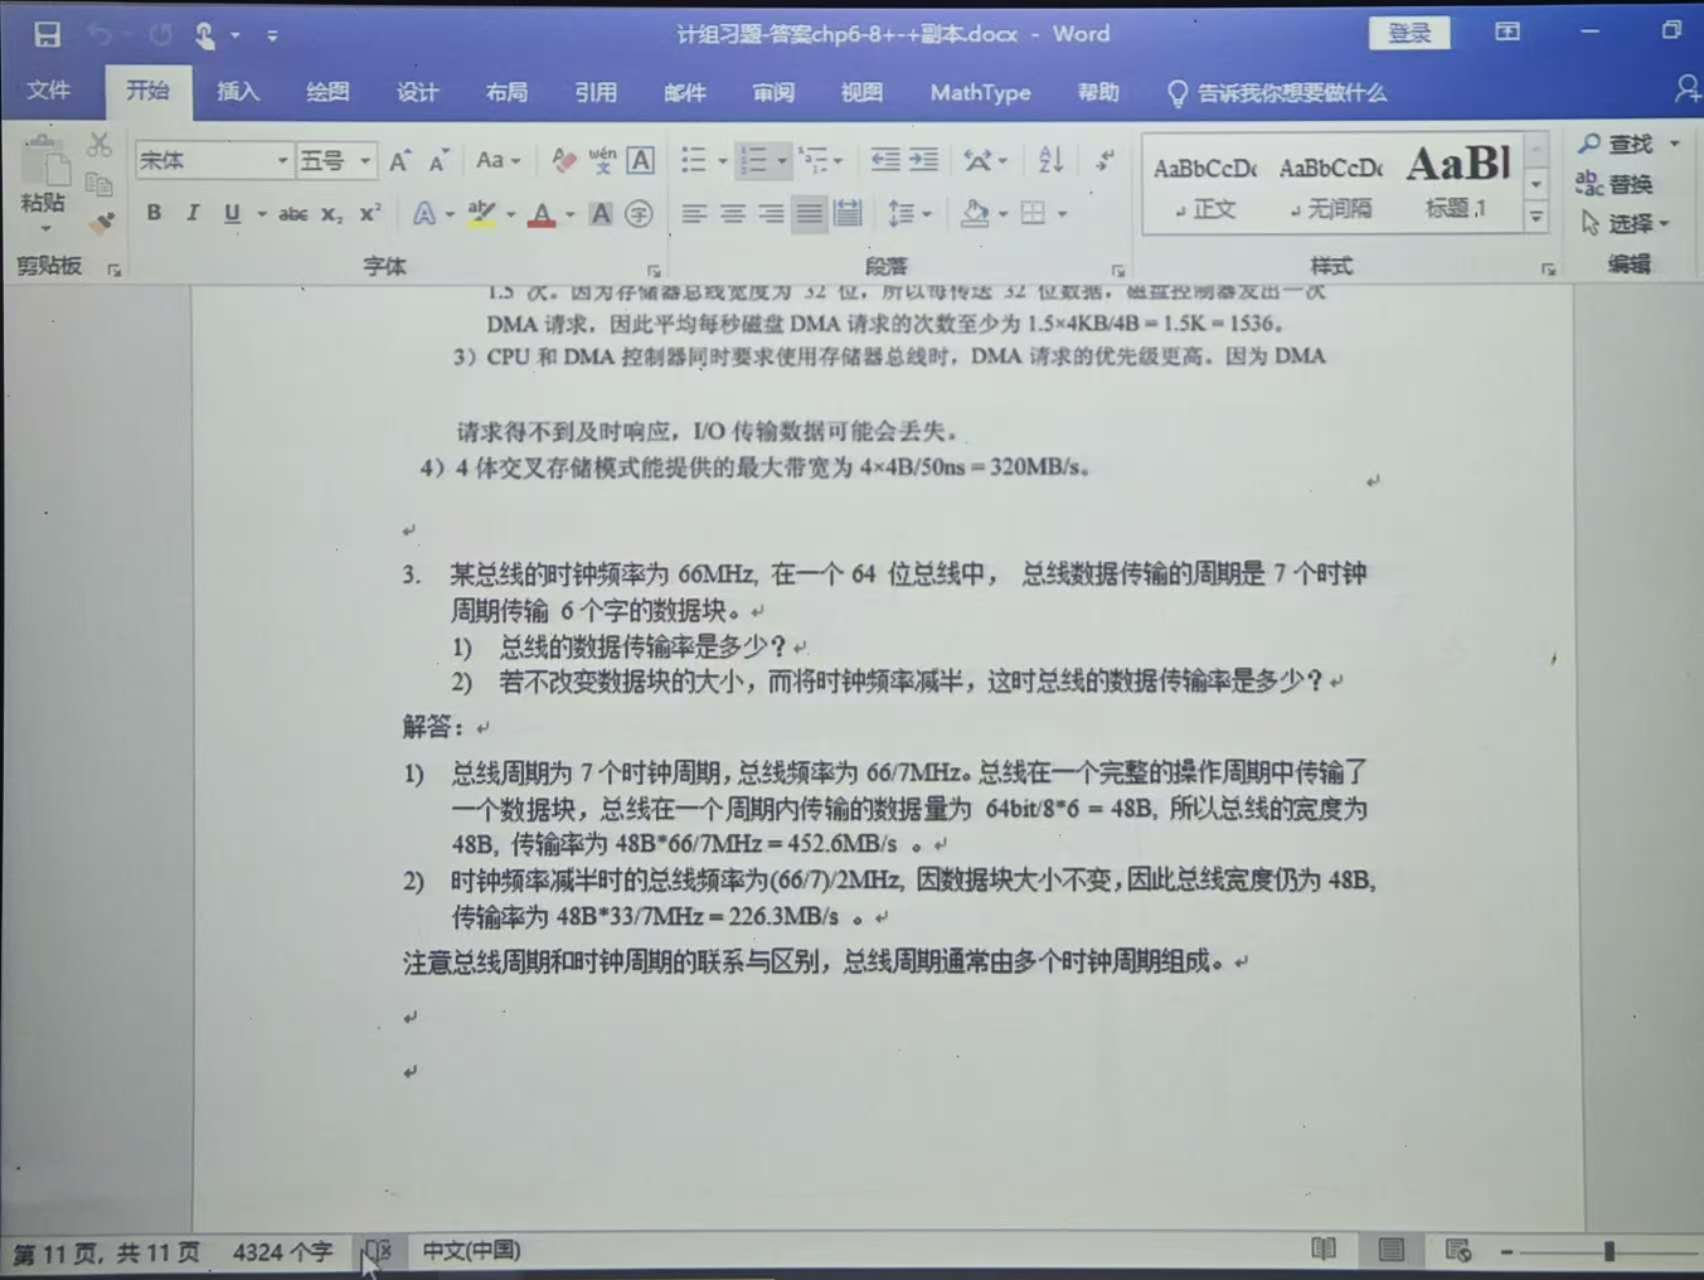 计组习题-答案chp6-8+-+副本.docx - Word
登录
文件 开始 插入 绘图 设计 布局 引用 邮件 审阅 视图 MathType 帮助 告诉我你想要做什么
粘贴
剪贴板
宋体 五号 A A Aa wén 文 A
B I U abc x₂ x² A aby A A 字
字体
段落
AaBbCcDc AaBbCcDc AaBl
正文 无间隔 标题 1
样式
查找
替换
选择
编辑
1.5 次。因为存储器总线宽度为 32 位，所以每传送 32 位数据，磁盘控制器发出一次
DMA 请求，因此平均每秒磁盘 DMA 请求的次数至少为 1.5×4KB/4B = 1.5K = 1536。
3）CPU 和 DMA 控制器同时要求使用存储器总线时，DMA 请求的优先级更高。因为 DMA
请求得不到及时响应，I/O 传输数据可能会丢失。
4）4 体交叉存储模式能提供的最大带宽为 4×4B/50ns = 320MB/s。
3. 某总线的时钟频率为 66MHz, 在一个 64 位总线中， 总线数据传输的周期是 7 个时钟
周期传输 6 个字的数据块。
1) 总线的数据传输率是多少？
2) 若不改变数据块的大小，而将时钟频率减半，这时总线的数据传输率是多少？
解答：
1) 总线周期为 7 个时钟周期，总线频率为 66/7MHz。总线在一个完整的操作周期中传输了
一个数据块，总线在一个周期内传输的数据量为 64bit/8*6 = 48B, 所以总线的宽度为
48B, 传输率为 48B*66/7MHz = 452.6MB/s 。
2) 时钟频率减半时的总线频率为(66/7)/2MHz, 因数据块大小不变，因此总线宽度仍为 48B,
传输率为 48B*33/7MHz = 226.3MB/s 。
注意总线周期和时钟周期的联系与区别，总线周期通常由多个时钟周期组成。
第 11 页，共 11 页 4324 个字 中文(中国)